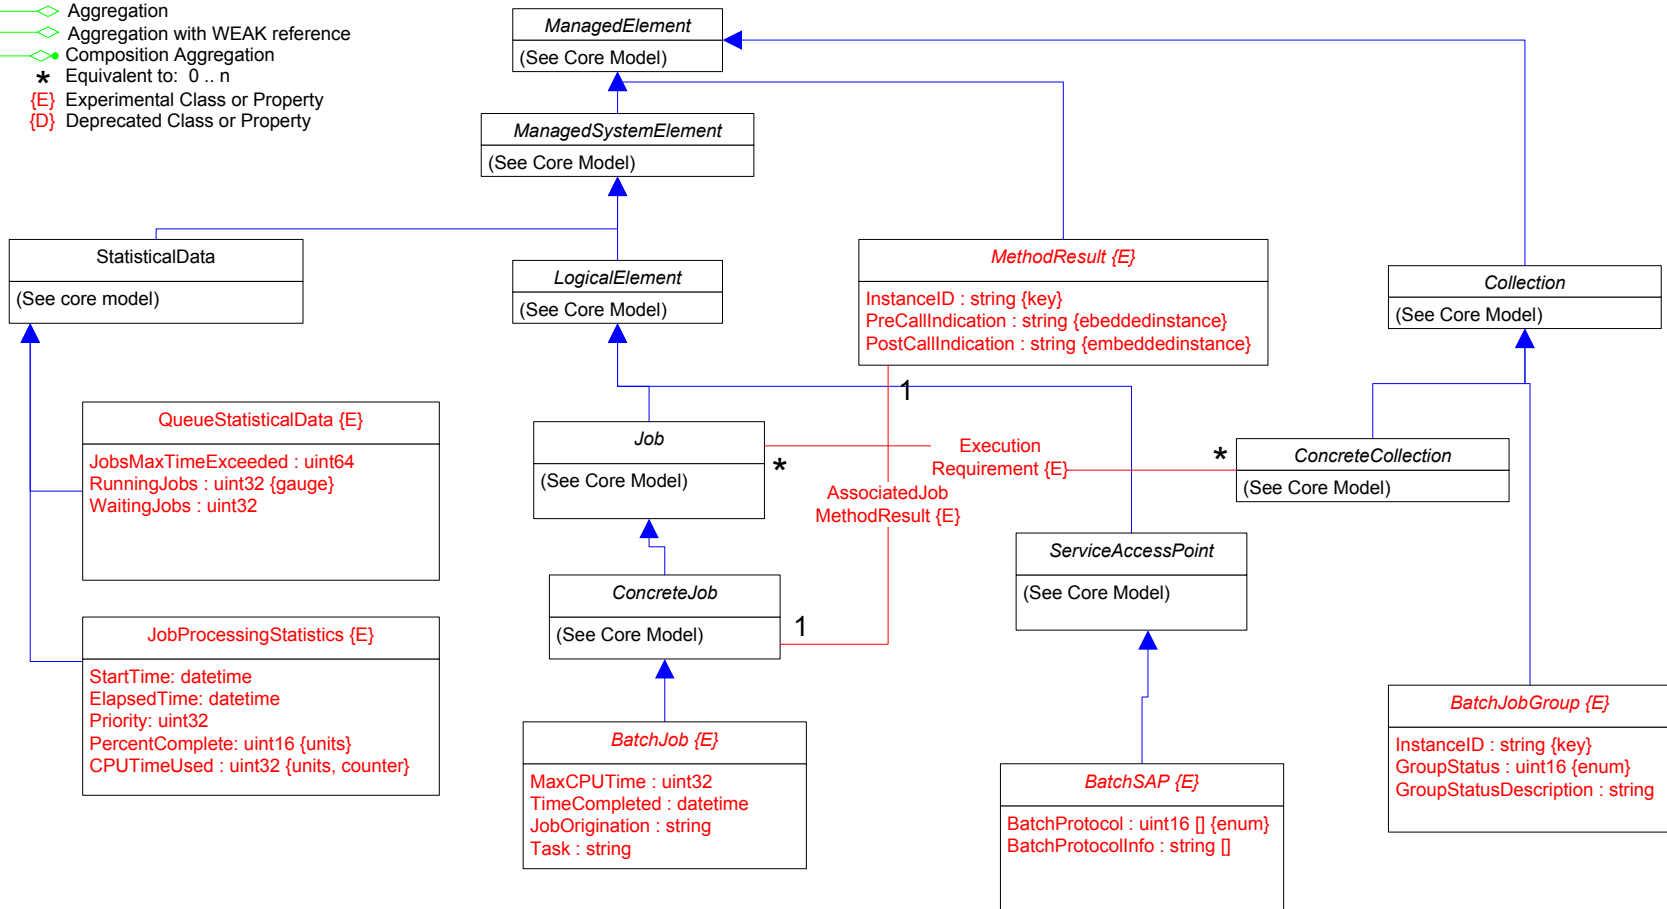 Aggregation
Aggregation with WEAK reference
Composition Aggregation
* Equivalent to: 0 .. n
{E} Experimental Class or Property
{D} Deprecated Class or Property
ManagedElement
(See Core Model)
ManagedSystemElement
(See Core Model)
StatisticalData
(See core model)
LogicalElement
(See Core Model)
MethodResult {E}
InstanceID : string {key}
PreCallIndication : string {ebeddedinstance}
PostCallIndication : string {embeddedinstance}
Collection
(See Core Model)
1
QueueStatisticalData {E}
JobsMaxTimeExceeded : uint64
RunningJobs : uint32 {gauge}
WaitingJobs : uint32
Job
(See Core Model)
*
Execution
Requirement {E}
*
ConcreteCollection
(See Core Model)
AssociatedJob
MethodResult {E}
ServiceAccessPoint
(See Core Model)
ConcreteJob
(See Core Model)
1
JobProcessingStatistics {E}
StartTime: datetime
ElapsedTime: datetime
Priority: uint32
PercentComplete: uint16 {units}
CPUTimeUsed : uint32 {units, counter}
BatchJob {E}
MaxCPUTime : uint32
TimeCompleted : datetime
JobOrigination : string
Task : string
BatchSAP {E}
BatchProtocol : uint16 [] {enum}
BatchProtocolInfo : string []
BatchJobGroup {E}
InstanceID : string {key}
GroupStatus : uint16 {enum}
GroupStatusDescription : string